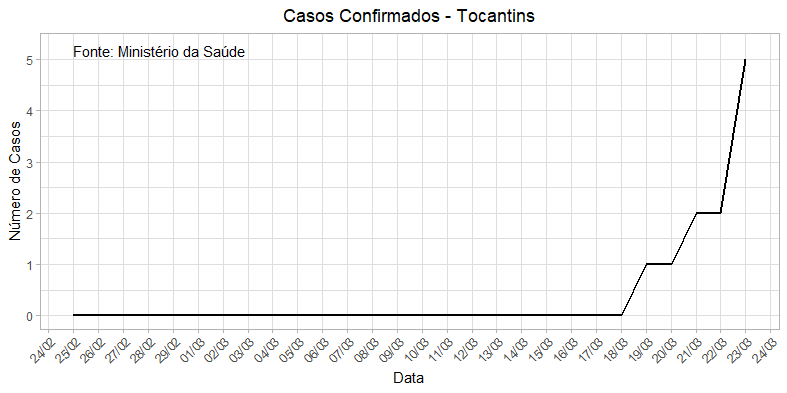 Casos Confirmados - Tocantins
Fonte: Ministério da Saúde
Número de Casos
5
4
3
2
1
0
24/02 25/02 26/02 27/02 28/02 29/02 01/03 02/03 03/03 04/03 05/03 06/03 07/03 08/03 09/03 10/03 11/03 12/03 13/03 14/03 15/03 16/03 17/03 18/03 19/03 20/03 21/03 22/03 23/03 24/03
Data